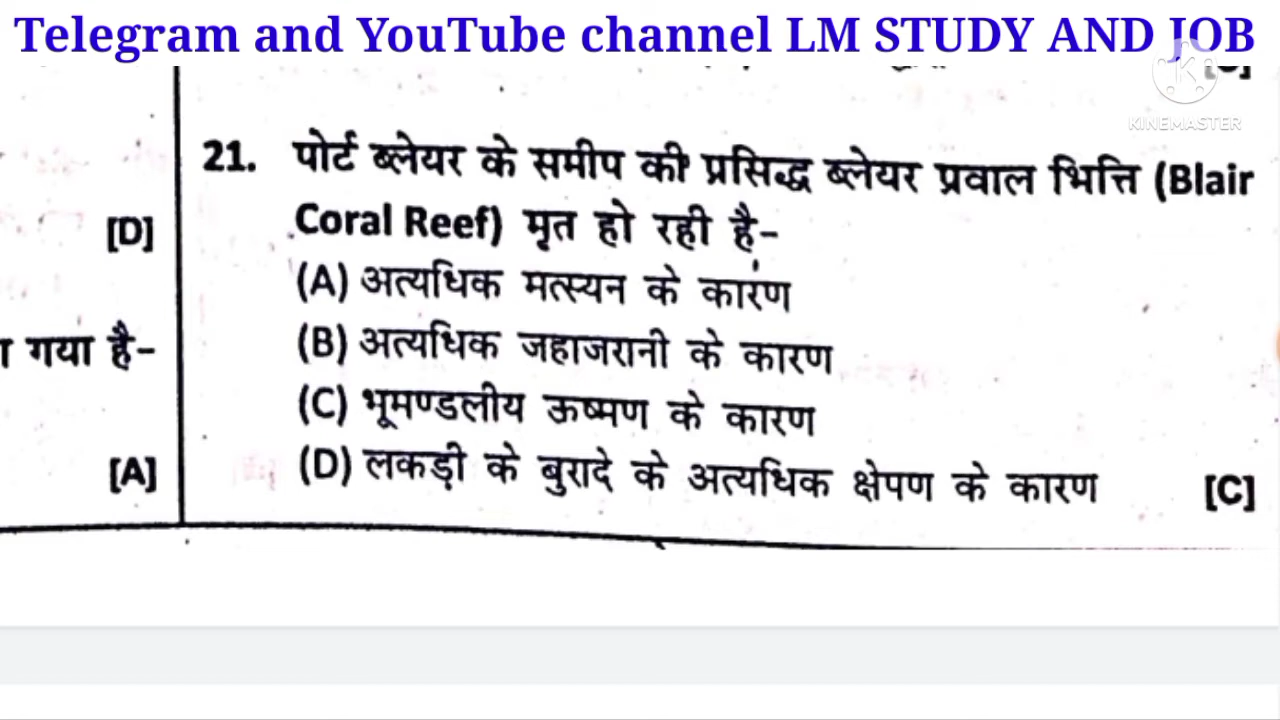 Telegram and YouTube channel LM STUDY AND JOB
KINEMASTER
[D]
गया है-
[A]
21. पोर्ट ब्लेयर के समीप की प्रसिद्ध ब्लेयर प्रवाल भित्ति (Blair
Coral Reef) मृत हो रही है-
(A) अत्यधिक मत्स्यन के कारण
(B) अत्यधिक जहाजरानी के कारण
(C) भूमण्डलीय ऊष्मण के कारण
(D) लकड़ी के बुरादे के अत्यधिक क्षेपण के कारण [C]